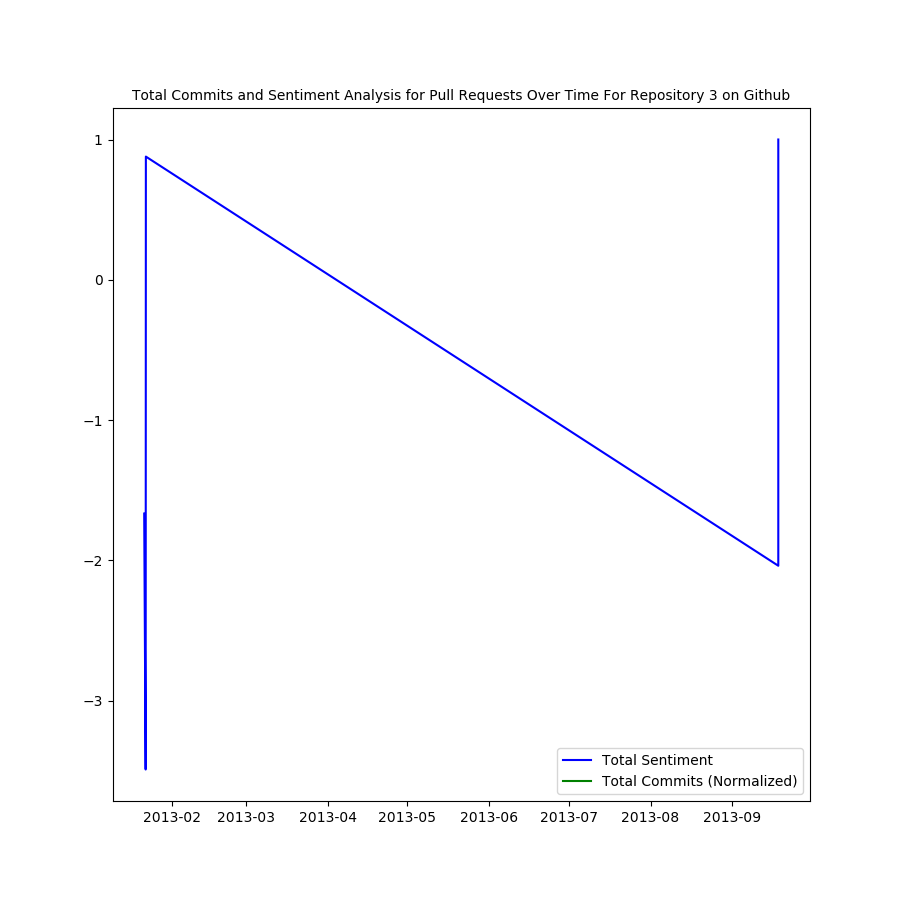 Total Commits and Sentiment Analysis for Pull Requests Over Time For Repository 3 on Github
1
0
−1
−2
−3
Total Sentiment
Total Commits (Normalized)
2013-02 2013-03 2013-04 2013-05 2013-06 2013-07 2013-08 2013-09